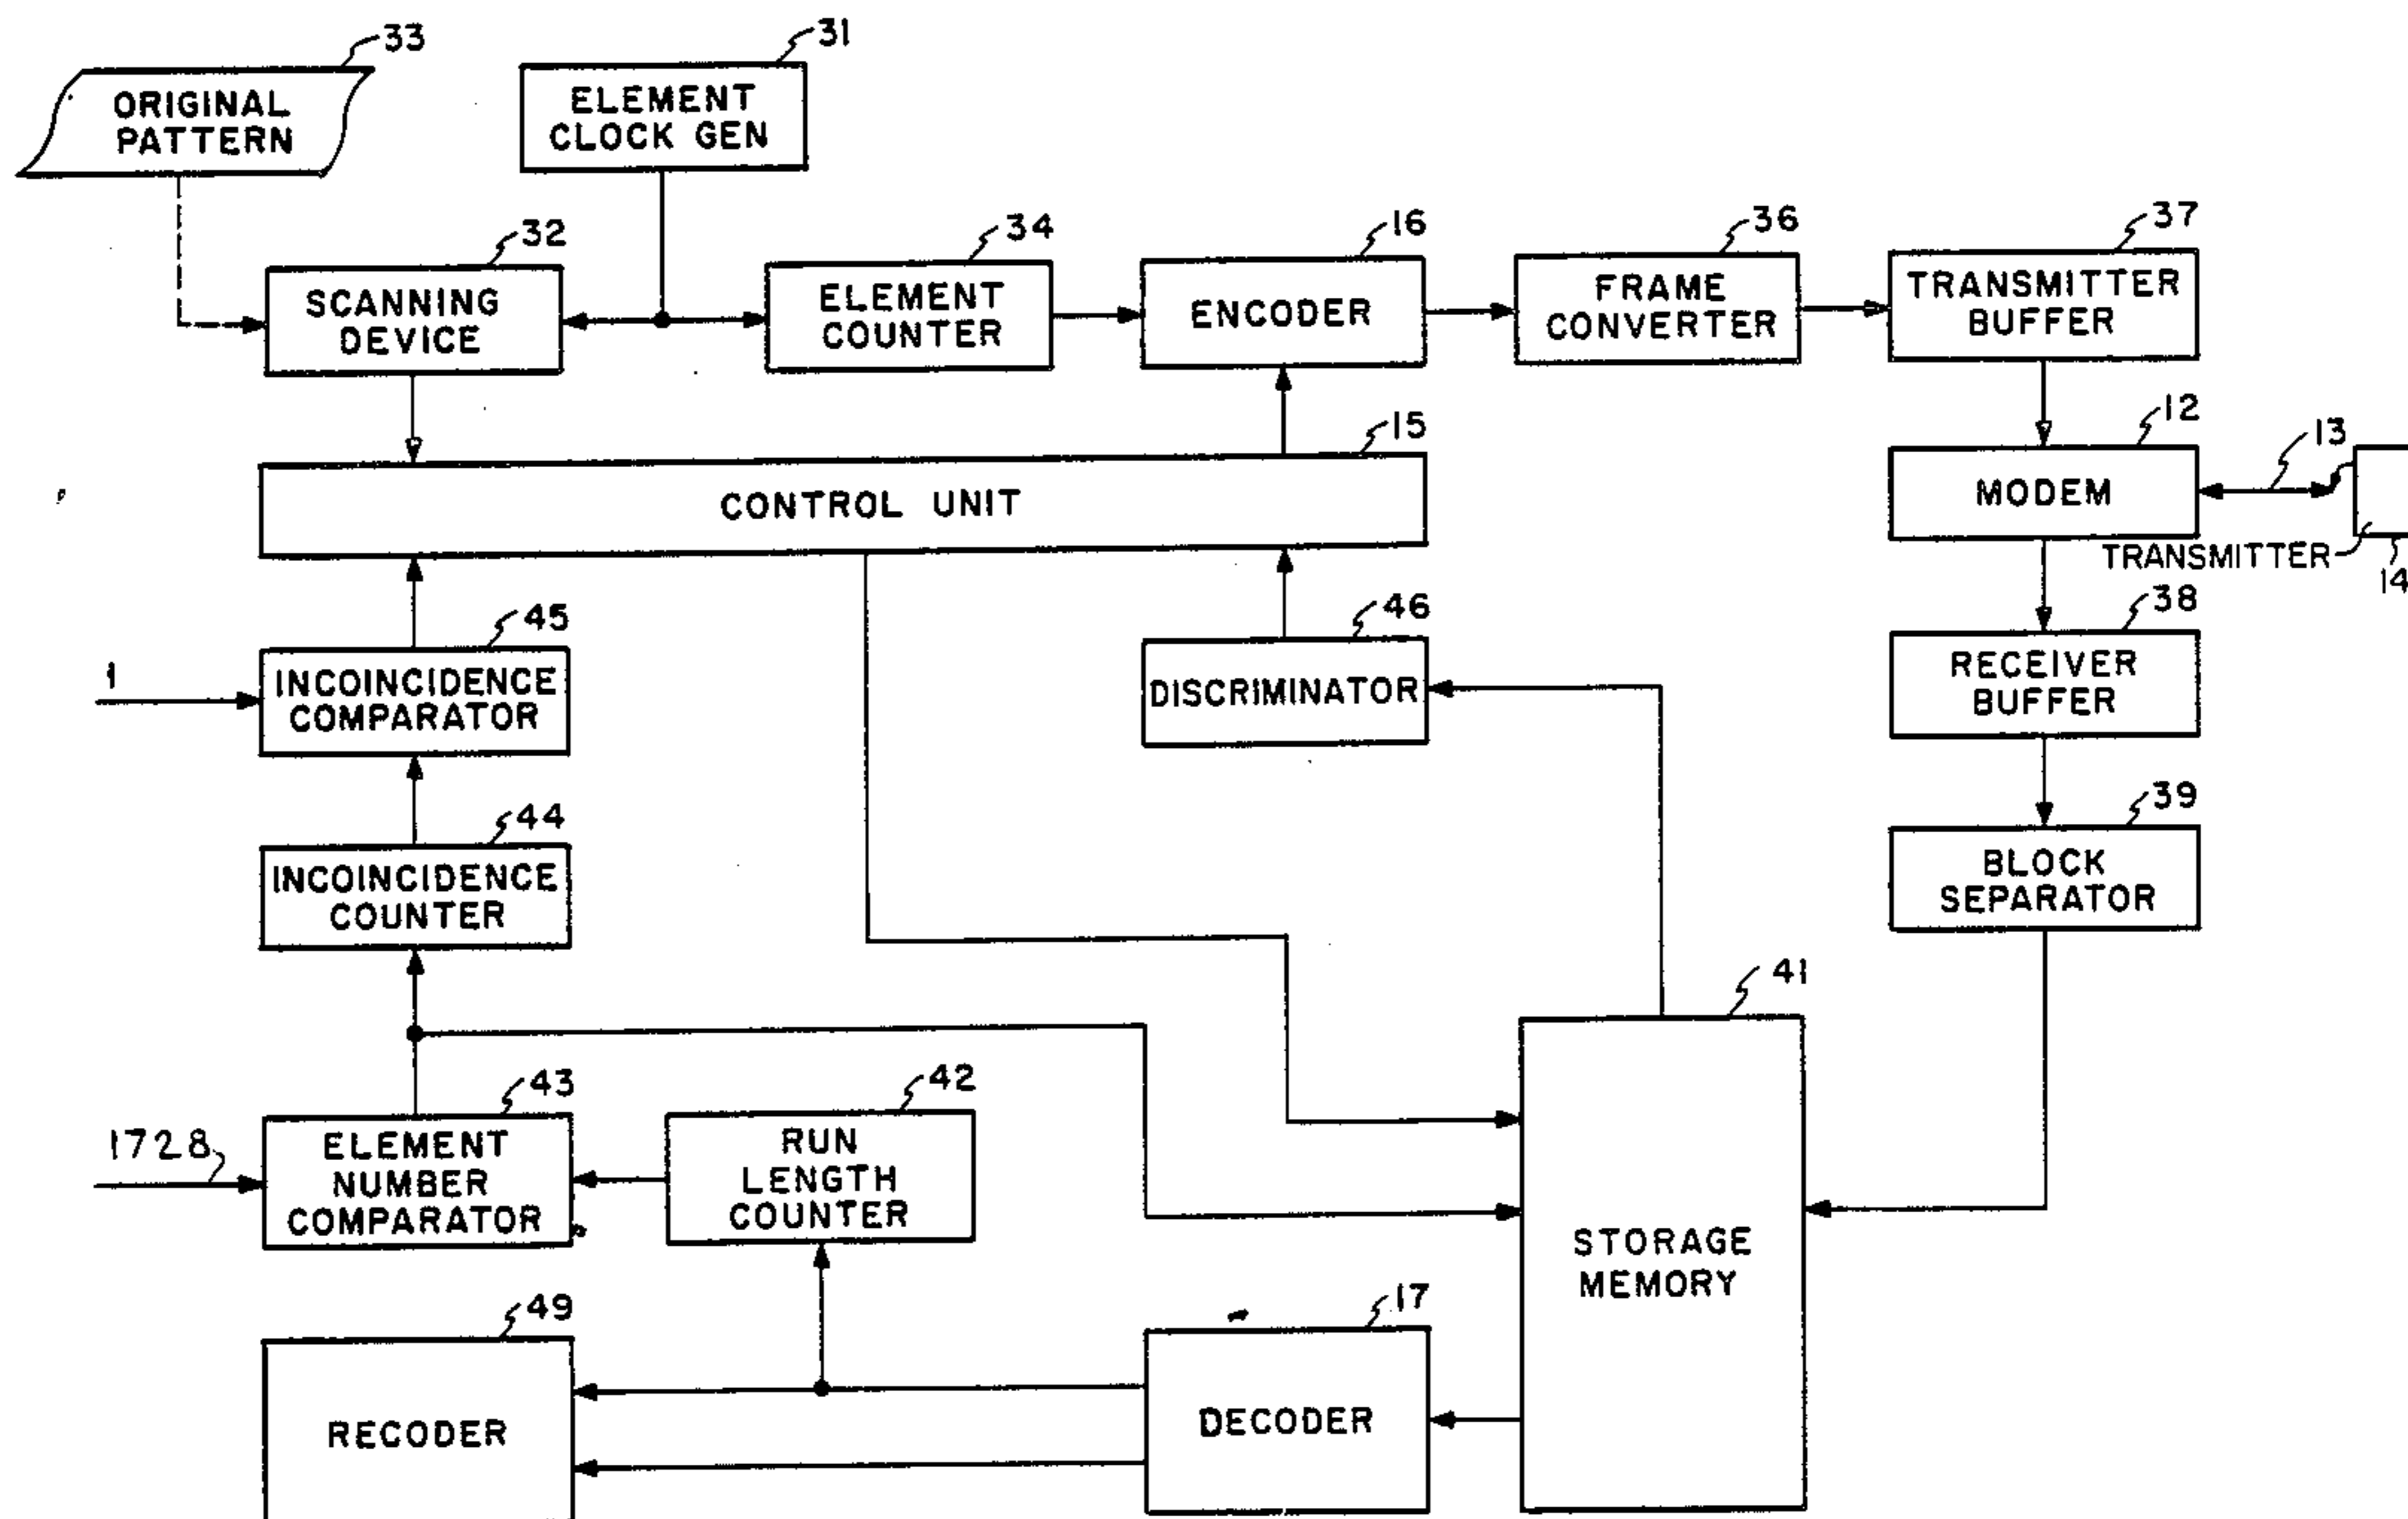 33
31
ORIGINAL
PATTERN
ELEMENT
CLOCK GEN
32
34
16
36
37
SCANNING
DEVICE
ELEMENT
COUNTER
ENCODER
FRAME
CONVERTER
TRANSMITTER
BUFFER
15
12
13
CONTROL UNIT
MODEM
TRANSMITTER
14
45
46
38
1
INCOINCIDENCE
COMPARATOR
DISCRIMINATOR
RECEIVER
BUFFER
44
39
INCOINCIDENCE
COUNTER
BLOCK
SEPARATOR
41
43
42
1728
ELEMENT
NUMBER
COMPARATOR
RUN
LENGTH
COUNTER
STORAGE
MEMORY
49
17
RECODER
DECODER